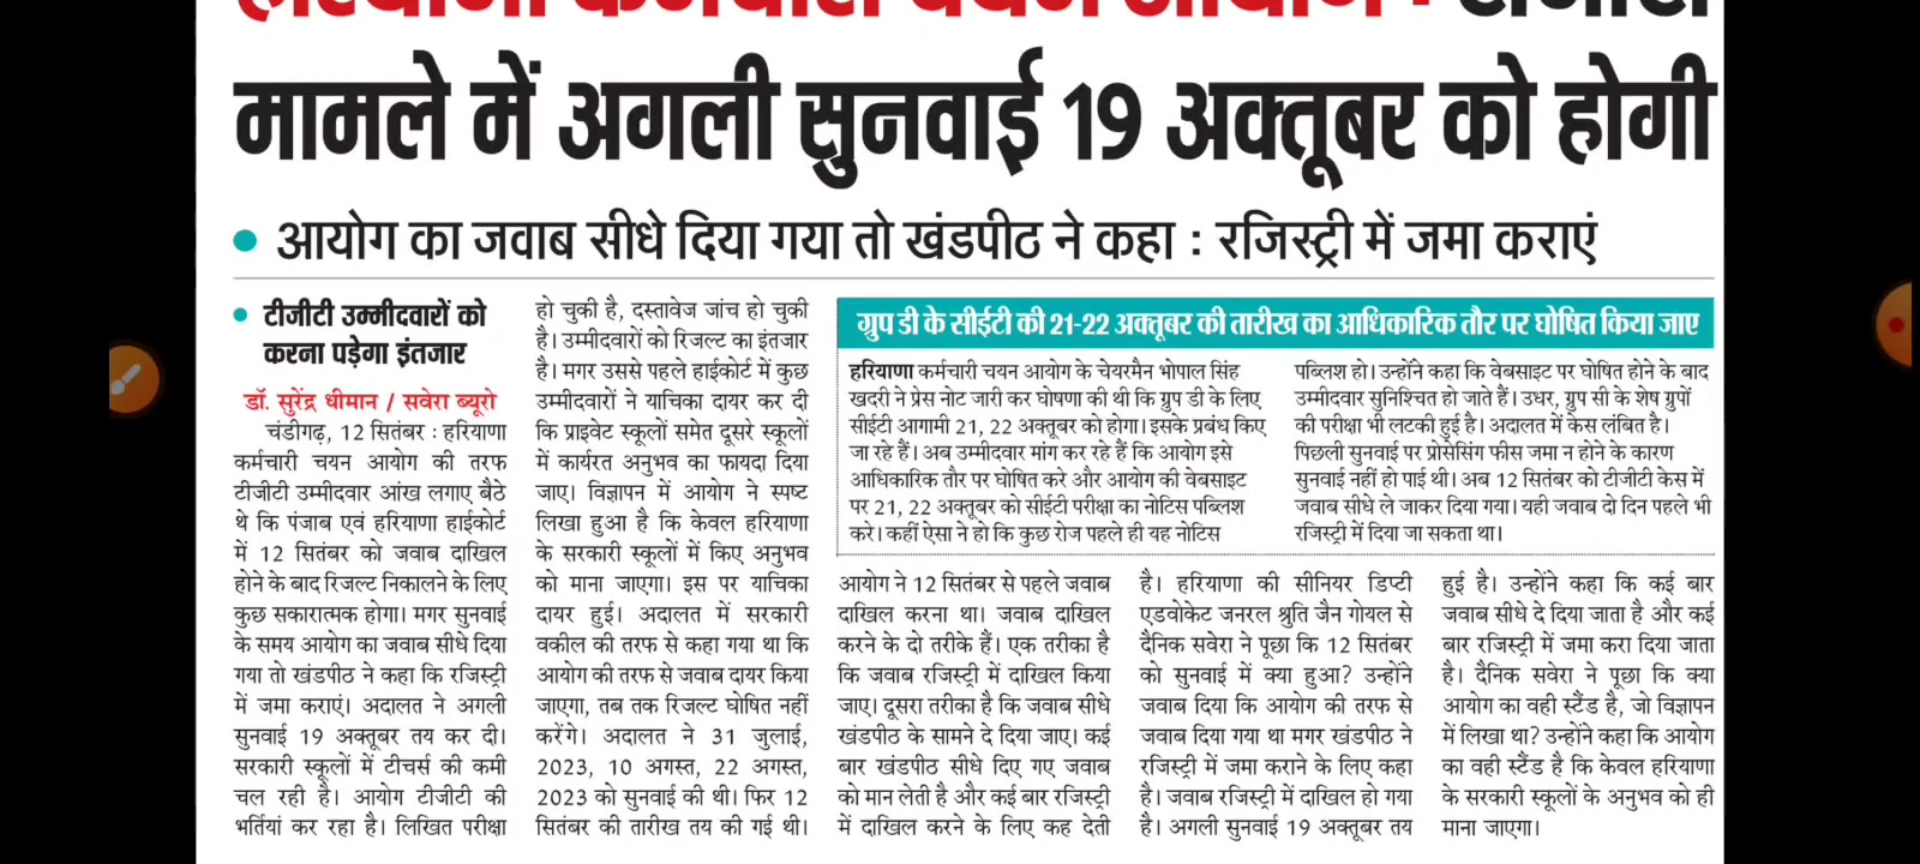 हरियाणा कर्मचारी चयन आयोग : टीजीटी
मामले में अगली सुनवाई 19 अक्तूबर को होगी
• आयोग का जवाब सीधे दिया गया तो खंडपीठ ने कहा : रजिस्ट्री में जमा कराएं
• टीजीटी उम्मीदवारों को
करना पड़ेगा इंतजार
डॉ. सुरेंद्र धीमान / सवेरा ब्यूरो
चंडीगढ़, 12 सितंबर : हरियाणा
कर्मचारी चयन आयोग की तरफ
टीजीटी उम्मीदवार आंख लगाए बैठे
थे कि पंजाब एवं हरियाणा हाईकोर्ट
में 12 सितंबर को जवाब दाखिल
होने के बाद रिजल्ट निकालने के लिए
कुछ सकारात्मक होगा। मगर सुनवाई
के समय आयोग का जवाब सीधे दिया
गया तो खंडपीठ ने कहा कि रजिस्ट्री
में जमा कराएं। अदालत ने अगली
सुनवाई 19 अक्तूबर तय कर दी।
सरकारी स्कूलों में टीचर्स की कमी
चल रही है। आयोग टीजीटी की
भर्तियां कर रहा है। लिखित परीक्षा
हो चुकी है, दस्तावेज जांच हो चुकी
है। उम्मीदवारों को रिजल्ट का इंतजार
है। मगर उससे पहले हाईकोर्ट में कुछ
उम्मीदवारों ने याचिका दायर कर दी
कि प्राइवेट स्कूलों समेत दूसरे स्कूलों
में कार्यरत अनुभव का फायदा दिया
जाए। विज्ञापन में आयोग ने स्पष्ट
लिखा हुआ है कि केवल हरियाणा
के सरकारी स्कूलों में किए अनुभव
को माना जाएगा। इस पर याचिका
दायर हुई। अदालत में सरकारी
वकील की तरफ से कहा गया था कि
आयोग की तरफ से जवाब दायर किया
जाएगा, तब तक रिजल्ट घोषित नहीं
करेंगे। अदालत ने 31 जुलाई,
2023, 10 अगस्त, 22 अगस्त,
2023 को सुनवाई की थी। फिर 12
सितंबर की तारीख तय की गई थी।
ग्रुप डी के सीईटी की 21-22 अक्तूबर की तारीख का आधिकारिक तौर पर घोषित किया जाए
हरियाणा कर्मचारी चयन आयोग के चेयरमैन भोपाल सिंह
खदरी ने प्रेस नोट जारी कर घोषणा की थी कि ग्रुप डी के लिए
सीईटी आगामी 21, 22 अक्तूबर को होगा। इसके प्रबंध किए
जा रहे हैं। अब उम्मीदवार मांग कर रहे हैं कि आयोग इसे
आधिकारिक तौर पर घोषित करे और आयोग की वेबसाइट
पर 21, 22 अक्तूबर को सीईटी परीक्षा का नोटिस पब्लिश
करे। कहीं ऐसा ने हो कि कुछ रोज पहले ही यह नोटिस
पब्लिश हो। उन्होंने कहा कि वेबसाइट पर घोषित होने के बाद
उम्मीदवार सुनिश्चित हो जाते हैं। उधर, ग्रुप सी के शेष ग्रुपों
की परीक्षा भी लटकी हुई है। अदालत में केस लंबित है।
पिछली सुनवाई पर प्रोसेसिंग फीस जमा न होने के कारण
सुनवाई नहीं हो पाई थी। अब 12 सितंबर को टीजीटी केस में
जवाब सीधे ले जाकर दिया गया। यही जवाब दो दिन पहले भी
रजिस्ट्री में दिया जा सकता था।
आयोग ने 12 सितंबर से पहले जवाब
दाखिल करना था। जवाब दाखिल
करने के दो तरीके हैं। एक तरीका है
कि जवाब रजिस्ट्री में दाखिल किया
जाए। दूसरा तरीका है कि जवाब सीधे
खंडपीठ के सामने दे दिया जाए। कई
बार खंडपीठ सीधे दिए गए जवाब
को मान लेती है और कई बार रजिस्ट्री
में दाखिल करने के लिए कह देती
है। हरियाणा की सीनियर डिप्टी
एडवोकेट जनरल श्रुति जैन गोयल से
दैनिक सवेरा ने पूछा कि 12 सितंबर
को सुनवाई में क्या हुआ? उन्होंने
जवाब दिया कि आयोग की तरफ से
जवाब दिया गया था मगर खंडपीठ ने
रजिस्ट्री में जमा कराने के लिए कहा
है। जवाब रजिस्ट्री में दाखिल हो गया
है। अगली सुनवाई 19 अक्तूबर तय
हुई है। उन्होंने कहा कि कई बार
जवाब सीधे दे दिया जाता है और कई
बार रजिस्ट्री में जमा करा दिया जाता
है। दैनिक सवेरा ने पूछा कि क्या
आयोग का वही स्टैंड है, जो विज्ञापन
में लिखा था? उन्होंने कहा कि आयोग
का वही स्टैंड है कि केवल हरियाणा
के सरकारी स्कूलों के अनुभव को ही
माना जाएगा।